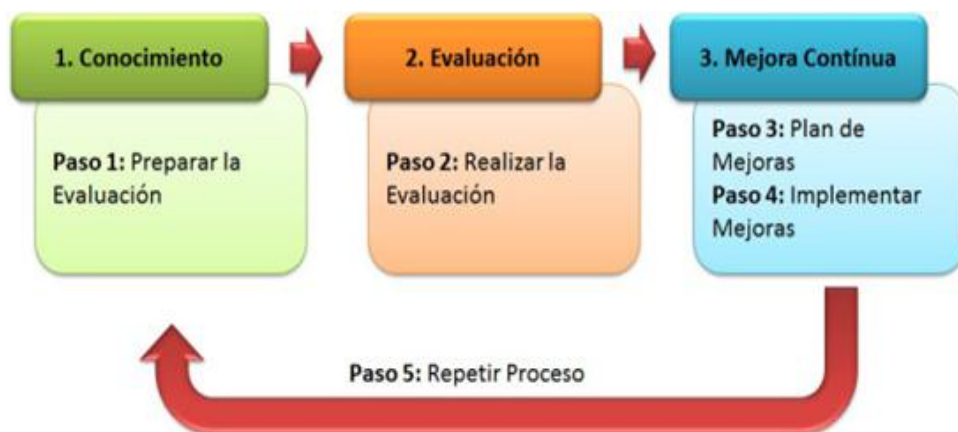 1. Conocimiento
2. Evaluación
3. Mejora Contínua
Paso 1: Preparar la
Evaluación
Paso 2: Realizar la
Evaluación
Paso 3: Plan de
Mejoras
Paso 4: Implementar
Mejoras
Paso 5: Repetir Proceso